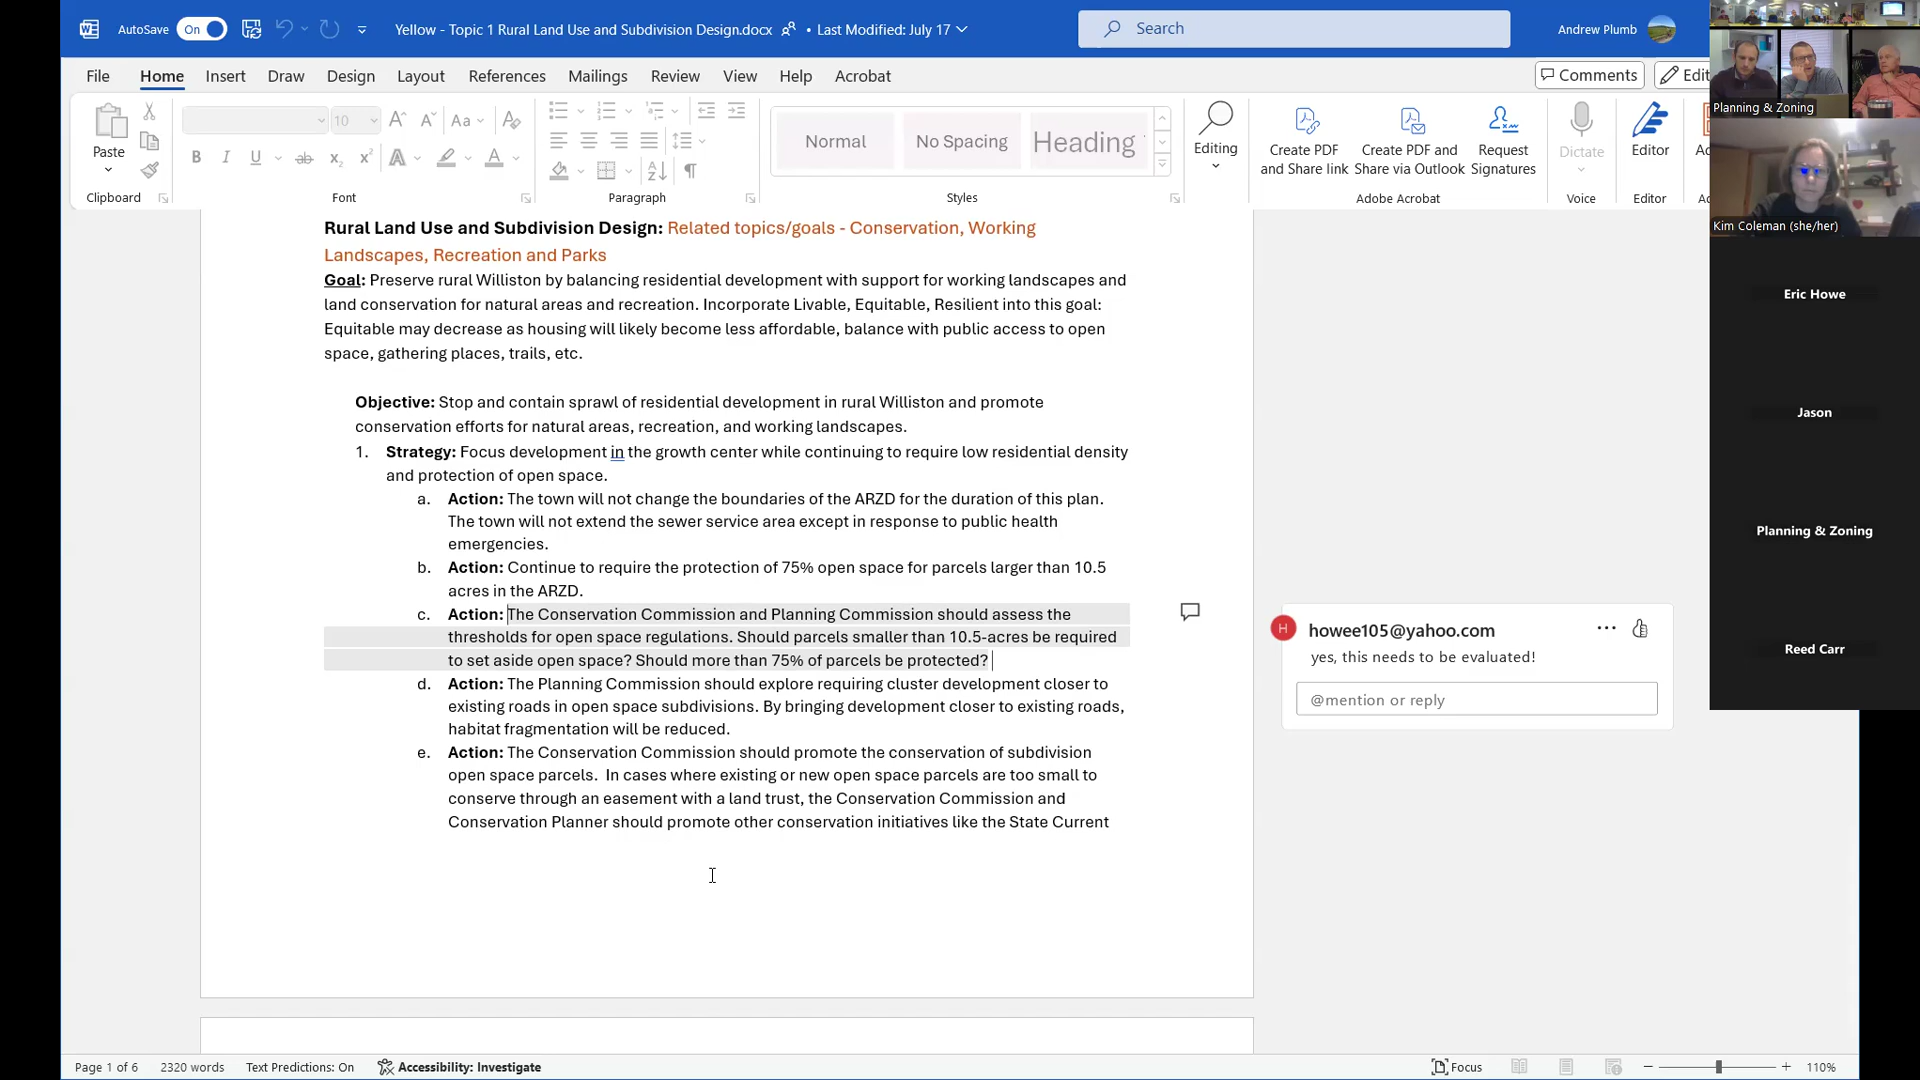 AutoSave On
Yellow - Topic 1 Rural Land Use and Subdivision Design.docx • Last Modified: July 17
Search
Andrew Plumb
File Home Insert Draw Design Layout References Mailings Review View Help Acrobat
Comments
Edit
Paste
Clipboard
10
Font
Paragraph
Normal
No Spacing
Heading
Styles
Editing
Create PDF and Share link
Create PDF and Share via Outlook
Request Signatures
Adobe Acrobat
Dictate
Voice
Editor
Editor
Rural Land Use and Subdivision Design: Related topics/goals - Conservation, Working
Landscapes, Recreation and Parks
Goal: Preserve rural Williston by balancing residential development with support for working landscapes and
land conservation for natural areas and recreation. Incorporate Livable, Equitable, Resilient into this goal:
Equitable may decrease as housing will likely become less affordable, balance with public access to open
space, gathering places, trails, etc.
Objective: Stop and contain sprawl of residential development in rural Williston and promote
conservation efforts for natural areas, recreation, and working landscapes.
1. Strategy: Focus development in the growth center while continuing to require low residential density
and protection of open space.
a. Action: The town will not change the boundaries of the ARZD for the duration of this plan.
The town will not extend the sewer service area except in response to public health
emergencies.
b. Action: Continue to require the protection of 75% open space for parcels larger than 10.5
acres in the ARZD.
c. Action: The Conservation Commission and Planning Commission should assess the
thresholds for open space regulations. Should parcels smaller than 10.5-acres be required
to set aside open space? Should more than 75% of parcels be protected?
d. Action: The Planning Commission should explore requiring cluster development closer to
existing roads in open space subdivisions. By bringing development closer to existing roads,
habitat fragmentation will be reduced.
e. Action: The Conservation Commission should promote the conservation of subdivision
open space parcels. In cases where existing or new open space parcels are too small to
conserve through an easement with a land trust, the Conservation Commission and
Conservation Planner should promote other conservation initiatives like the State Current
H
howee105@yahoo.com
yes, this needs to be evaluated!
@mention or reply
Planning & Zoning
Kim Coleman (she/her)
Eric Howe
Jason
Planning & Zoning
Reed Carr
Page 1 of 6
2320 words
Text Predictions: On
Accessibility: Investigate
Focus
110%